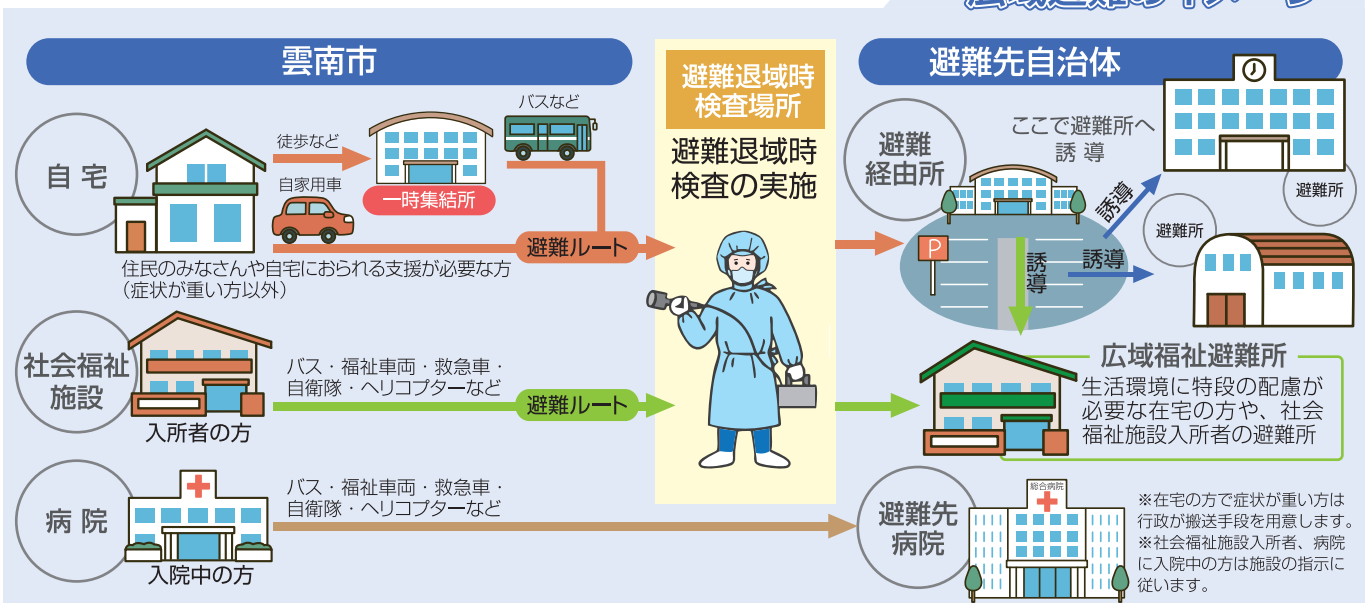 広域避難のイメージ
雲南市
避難退域時
検査場所
避難先自治体
自宅
徒歩など
一時集結所
バスなど
自家用車
避難ルート
住民のみなさんや自宅におられる支援が必要な方
（症状が重い方以外）
避難退域時
検査の実施
避難
経由所
ここで避難所へ
誘導
P
誘導
誘導
誘導
避難所
避難所
社会福祉
施設
入所者の方
バス・福祉車両・救急車・
自衛隊・ヘリコプターなど
避難ルート
広域福祉避難所
生活環境に特段の配慮が
必要な在宅の方や、社会
福祉施設入所者の避難所
病院
入院中の方
バス・福祉車両・救急車・
自衛隊・ヘリコプターなど
避難先
病院
総合病院
※在宅の方で症状が重い方は
行政が搬送手段を用意します。
※社会福祉施設入所者、病院
に入院中の方は施設の指示に
従います。